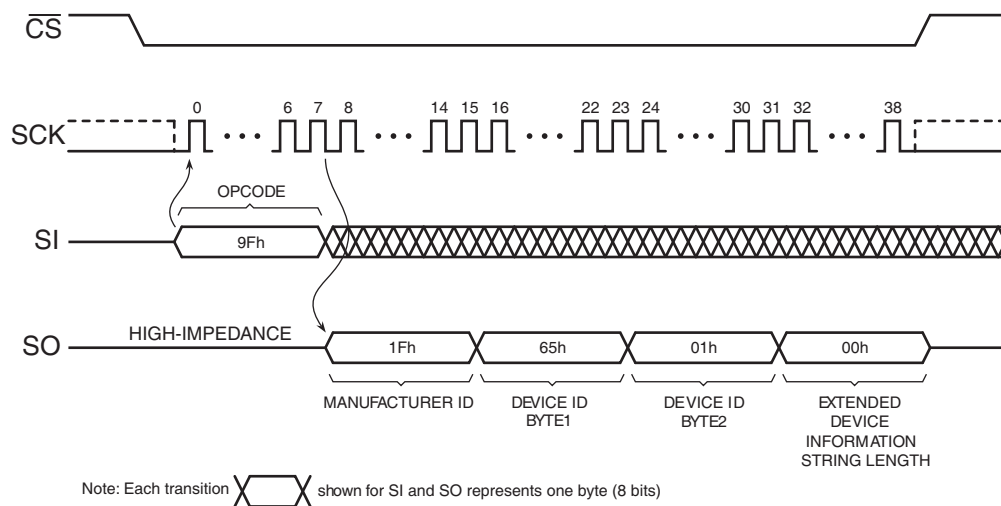 CS
0 6 7 8 14 15 16 22 23 24 30 31 32 38
SCK
OPCODE
SI
9Fh
HIGH-IMPEDANCE
SO
1Fh 65h 01h 00h
MANUFACTURER ID
DEVICE ID
BYTE1
DEVICE ID
BYTE2
EXTENDED
DEVICE
INFORMATION
STRING LENGTH
Note: Each transition shown for SI and SO represents one byte (8 bits)